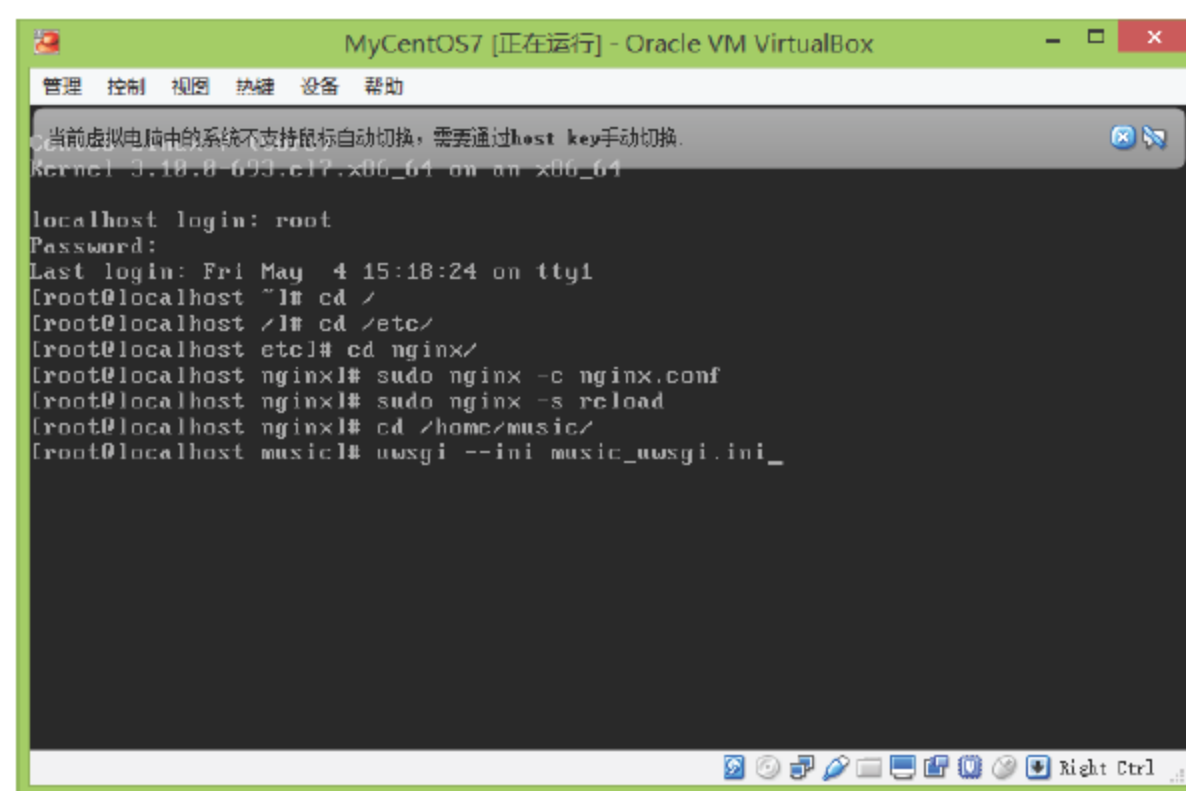 MyCentOS7 [正在运行] - Oracle VM VirtualBox
管理 控制 视图 热键 设备 帮助
当前虚拟电脑中的系统不支持鼠标自动切换，需要通过host key手动切换.
Kernel 3.10.0-693.el7.x86_64 on an x86_64
localhost login: root
Password:
Last login: Fri May  4 15:18:24 on tty1
[root@localhost ~]# cd /
[root@localhost /]# cd /etc/
[root@localhost etc]# cd nginx/
[root@localhost nginx]# sudo nginx -c nginx.conf
[root@localhost nginx]# sudo nginx -s reload
[root@localhost nginx]# cd /home/music/
[root@localhost music]# uwsgi --ini music_uwsgi.ini_
Right Ctrl